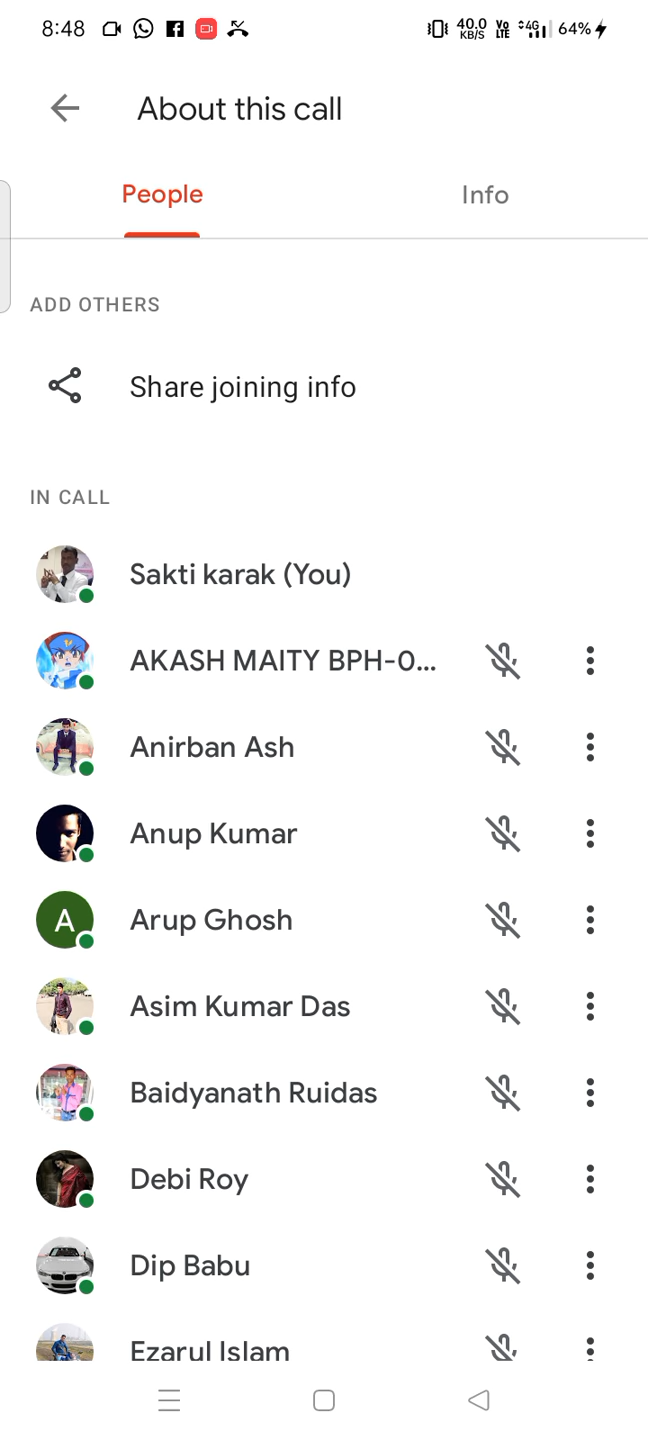 8:48 40.0 KB/S Vo LTE 4G 64%
About this call
People Info
ADD OTHERS
Share joining info
IN CALL
Sakti karak (You)
AKASH MAITY BPH-0...
Anirban Ash
Anup Kumar
A Arup Ghosh
Asim Kumar Das
Baidyanath Ruidas
Debi Roy
Dip Babu
Ezarul Islam